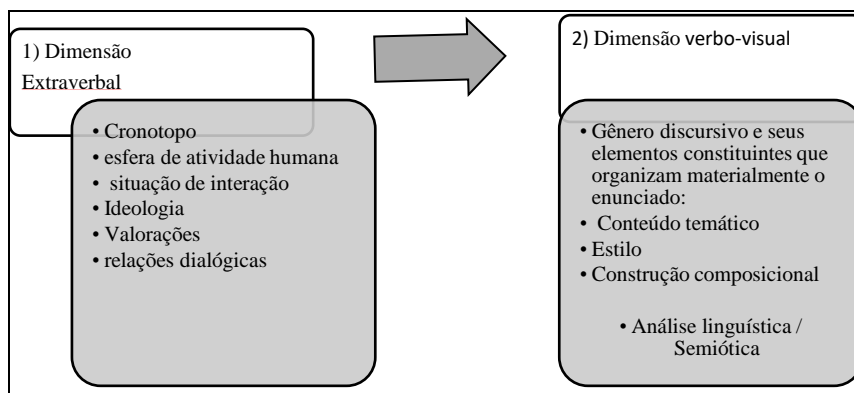 1) Dimensão
Extraverbal
• Cronotopo
• esfera de atividade humana
• situação de interação
• Ideologia
• Valorações
• relações dialógicas
2) Dimensão verbo-visual
• Gênero discursivo e seus
elementos constituintes que
organizam materialmente o
enunciado:
• Conteúdo temático
• Estilo
• Construção composicional
• Análise linguística /
Semiótica